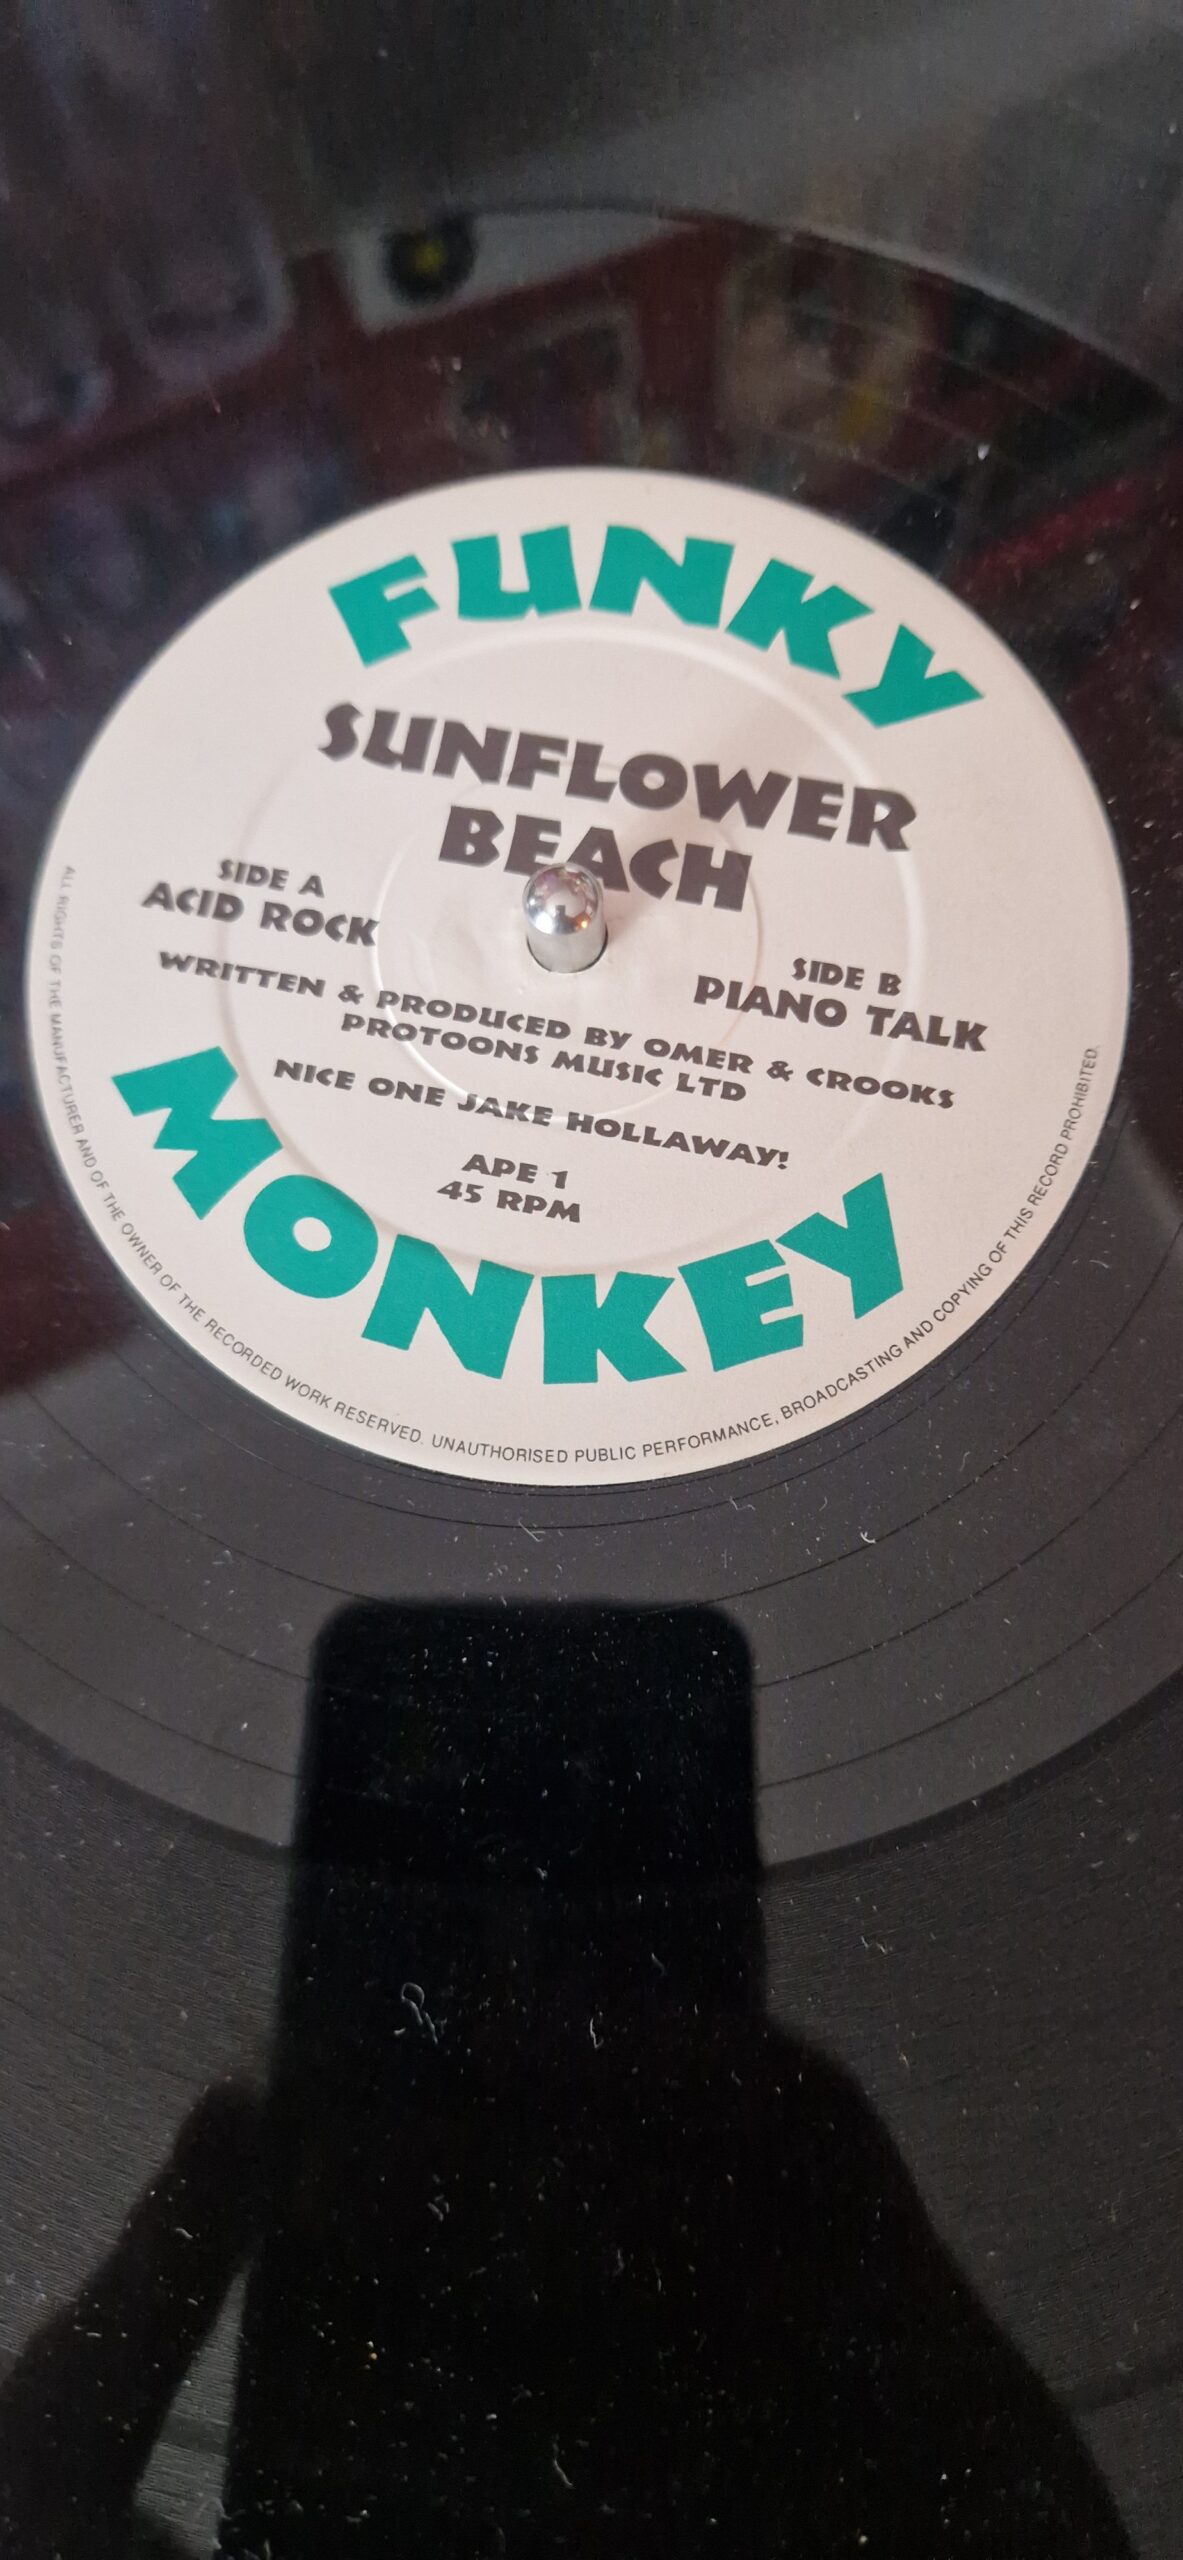 FUNKY
SUNFLOWER
BEACH
SIDE A
ACID ROCK
SIDE B
PIANO TALK
WRITTEN & PRODUCED BY OMER & CROOKS
PROTOONS MUSIC LTD
NICE ONE JAKE HOLLAWAY!
APE 1
45 RPM
MONKEY
ALL RIGHTS OF THE MANUFACTURER AND OF THE OWNER OF THE RECORDED WORK RESERVED. UNAUTHORISED PUBLIC PERFORMANCE, BROADCASTING AND COPYING OF THIS RECORD PROHIBITED.